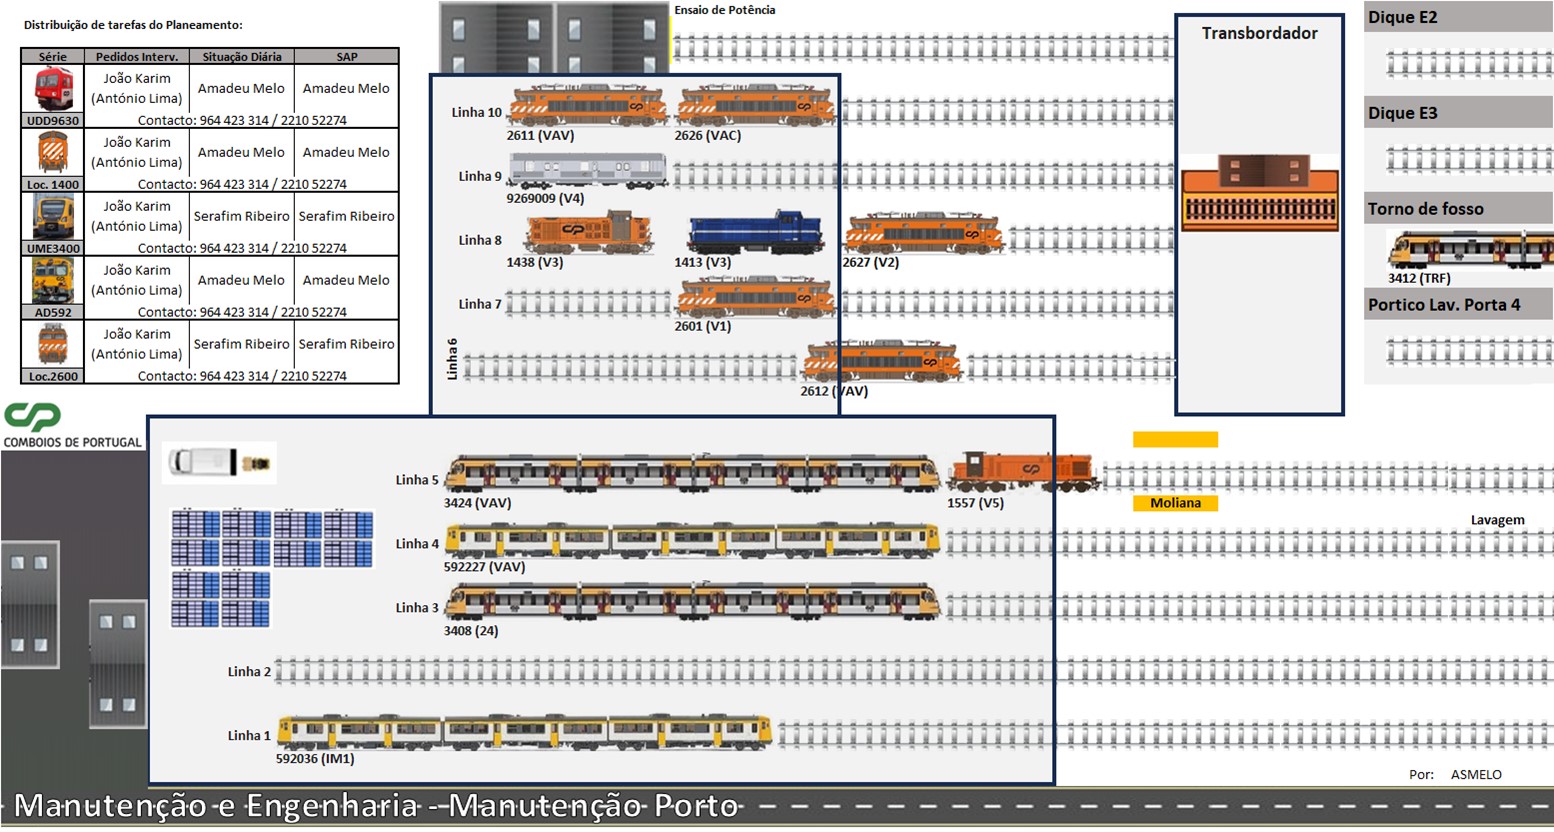 Distribuição de tarefas do Planeamento:
Série Pedidos Interv. Situação Diária SAP
João Karim
(António Lima) Amadeu Melo Amadeu Melo
UDD9630 Contacto: 964 423 314 / 2210 52274
João Karim
(António Lima) Amadeu Melo Amadeu Melo
Loc. 1400 Contacto: 964 423 314 / 2210 52274
João Karim
(António Lima) Serafim Ribeiro Serafim Ribeiro
UME3400 Contacto: 964 423 314 / 2210 52274
João Karim
(António Lima) Amadeu Melo Amadeu Melo
AD592 Contacto: 964 423 314 / 2210 52274
João Karim
(António Lima) Serafim Ribeiro Serafim Ribeiro
Loc.2600 Contacto: 964 423 314 / 2210 52274
CP
COMBOIOS DE PORTUGAL
Ensaio de Potência
Linha 10
2611 (VAV) 2626 (VAC)
Linha 9
9269009 (V4)
Linha 8
1438 (V3) 1413 (V3) 2627 (V2)
Linha 7
2601 (V1)
Linha 6
2612 (VAV)
Transbordador
Dique E2
Dique E3
Torno de fosso
3412 (TRF)
Portico Lav. Porta 4
Linha 5
3424 (VAV) 1557 (V5)
Moliana
Lavagem
Linha 4
592227 (VAV)
Linha 3
3408 (24)
Linha 2
Linha 1
592036 (IM1)
Por: ASMELO
Manutenção e Engenharia - Manutenção Porto